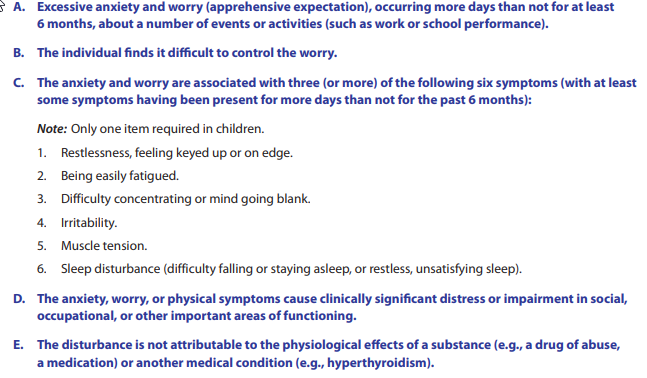 A. Excessive anxiety and worry (apprehensive expectation), occurring more days than not for at least
6 months, about a number of events or activities (such as work or school performance).
B. The individual finds it difficult to control the worry.
C. The anxiety and worry are associated with three (or more) of the following six symptoms (with at least
some symptoms having been present for more days than not for the past 6 months):
Note: Only one item required in children.
1. Restlessness, feeling keyed up or on edge.
2. Being easily fatigued.
3. Difficulty concentrating or mind going blank.
4. Irritability.
5. Muscle tension.
6. Sleep disturbance (difficulty falling or staying asleep, or restless, unsatisfying sleep).
D. The anxiety, worry, or physical symptoms cause clinically significant distress or impairment in social,
occupational, or other important areas of functioning.
E. The disturbance is not attributable to the physiological effects of a substance (e.g., a drug of abuse,
a medication) or another medical condition (e.g., hyperthyroidism).